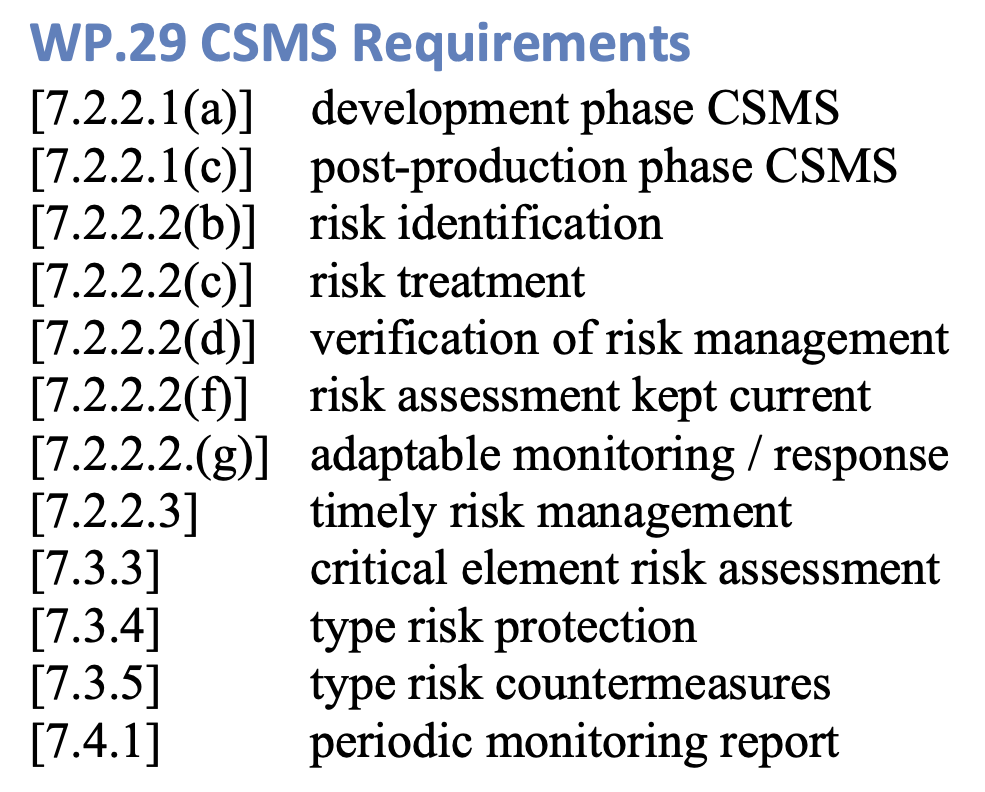 WP.29 CSMS Requirements
[7.2.2.1(a)] development phase CSMS
[7.2.2.1(c)] post-production phase CSMS
[7.2.2.2(b)] risk identification
[7.2.2.2(c)] risk treatment
[7.2.2.2(d)] verification of risk management
[7.2.2.2(f)] risk assessment kept current
[7.2.2.2.(g)] adaptable monitoring / response
[7.2.2.3] timely risk management
[7.3.3] critical element risk assessment
[7.3.4] type risk protection
[7.3.5] type risk countermeasures
[7.4.1] periodic monitoring report